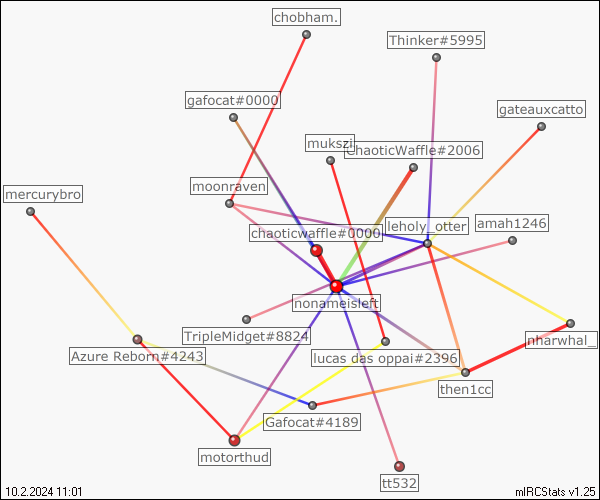 chobham.
Thinker#5995
gafocat#0000
gateauxcatto
mukszi
ChaoticWaffle#2006
moonraven
mercurybro
leholy_otter
amah1246
chaoticwaffle#0000
nonameisleft
TripleMidget#8824
nharwhal_
Azure Reborn#4243
lucas das oppai#2396
then1cc
Gafocat#4189
motorthud
tt532
10.2.2024 11:01
mIRCStats v1.25